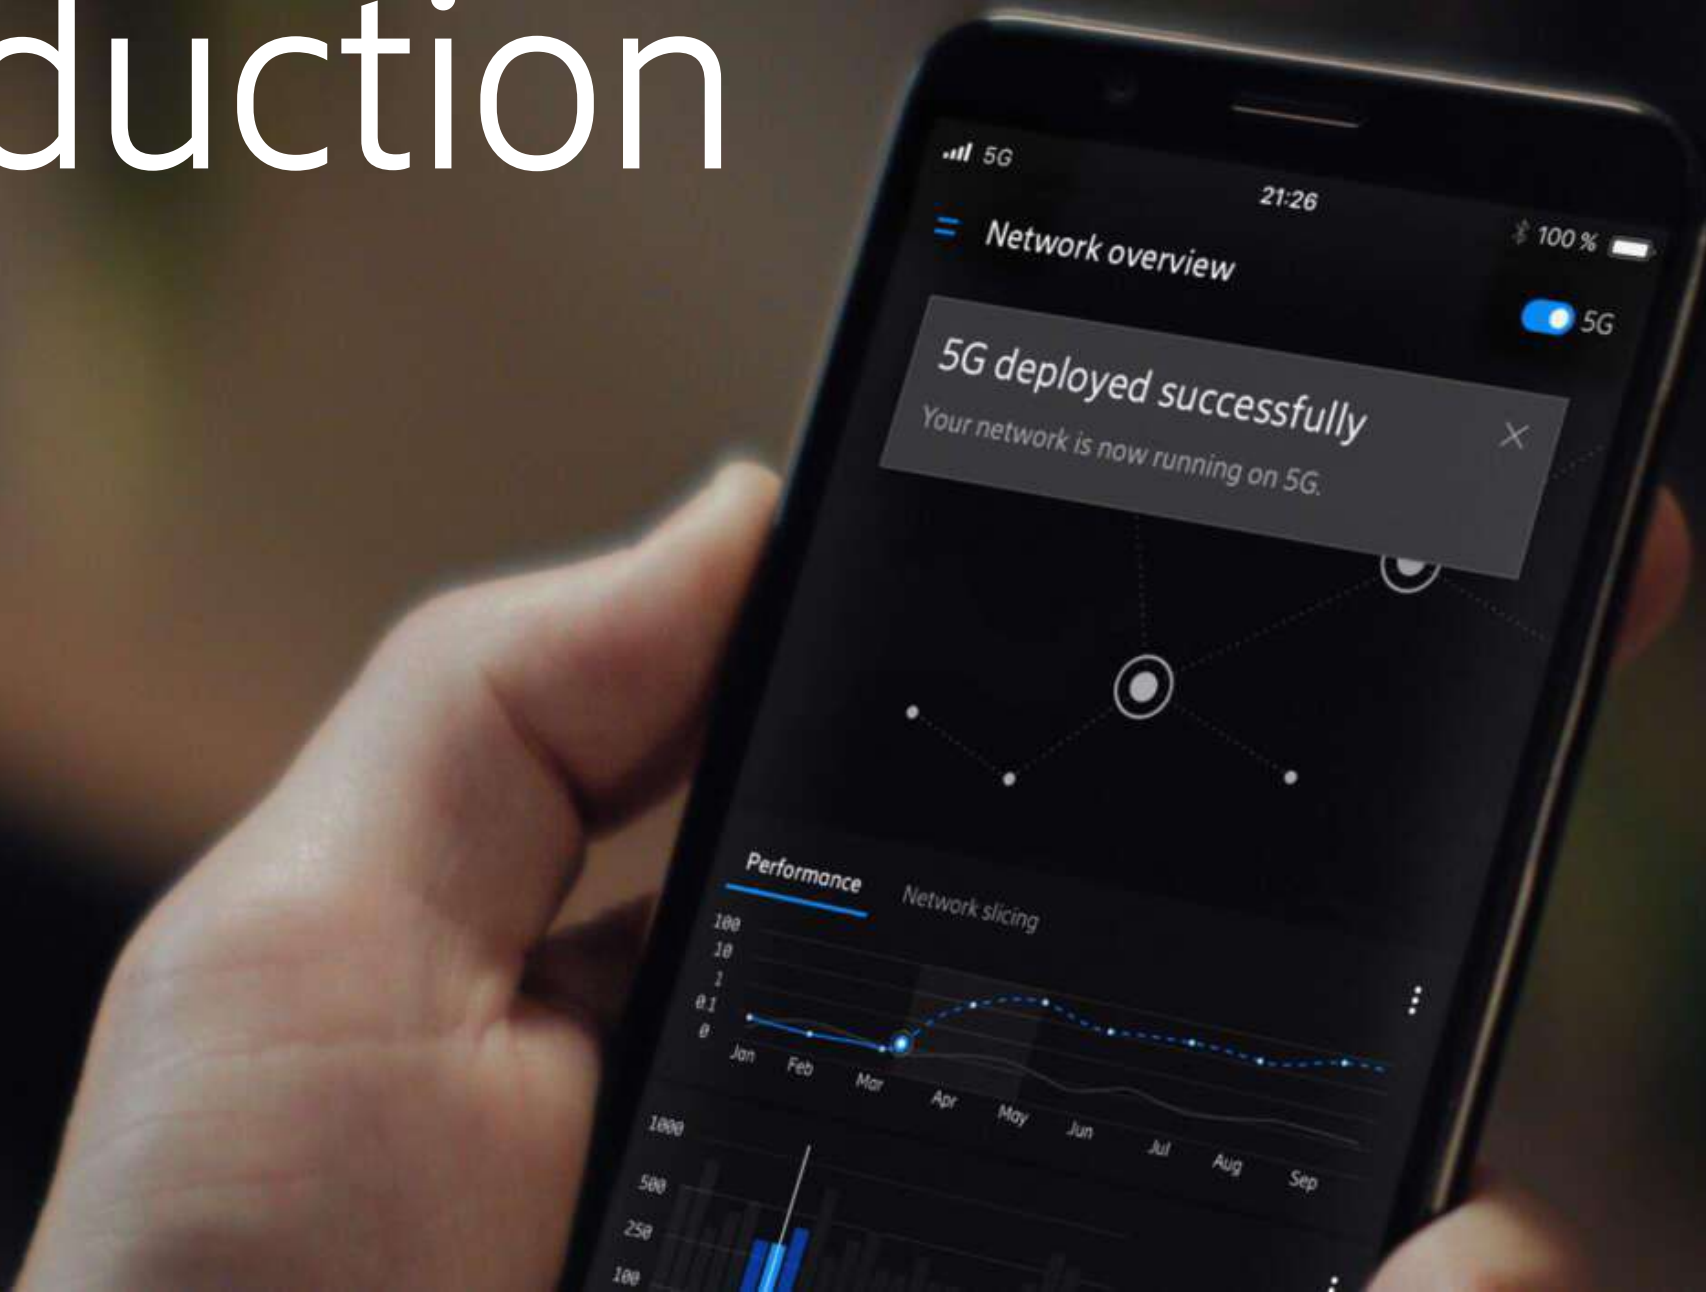 duction
5G
21:26
100 %
Network overview
5G
5G deployed successfully
Your network is now running on 5G.
Performance
Network slicing
100
10
1
0.1
0
Jan
Feb
Mar
Apr
May
Jun
Jul
Aug
Sep
1000
500
250
100